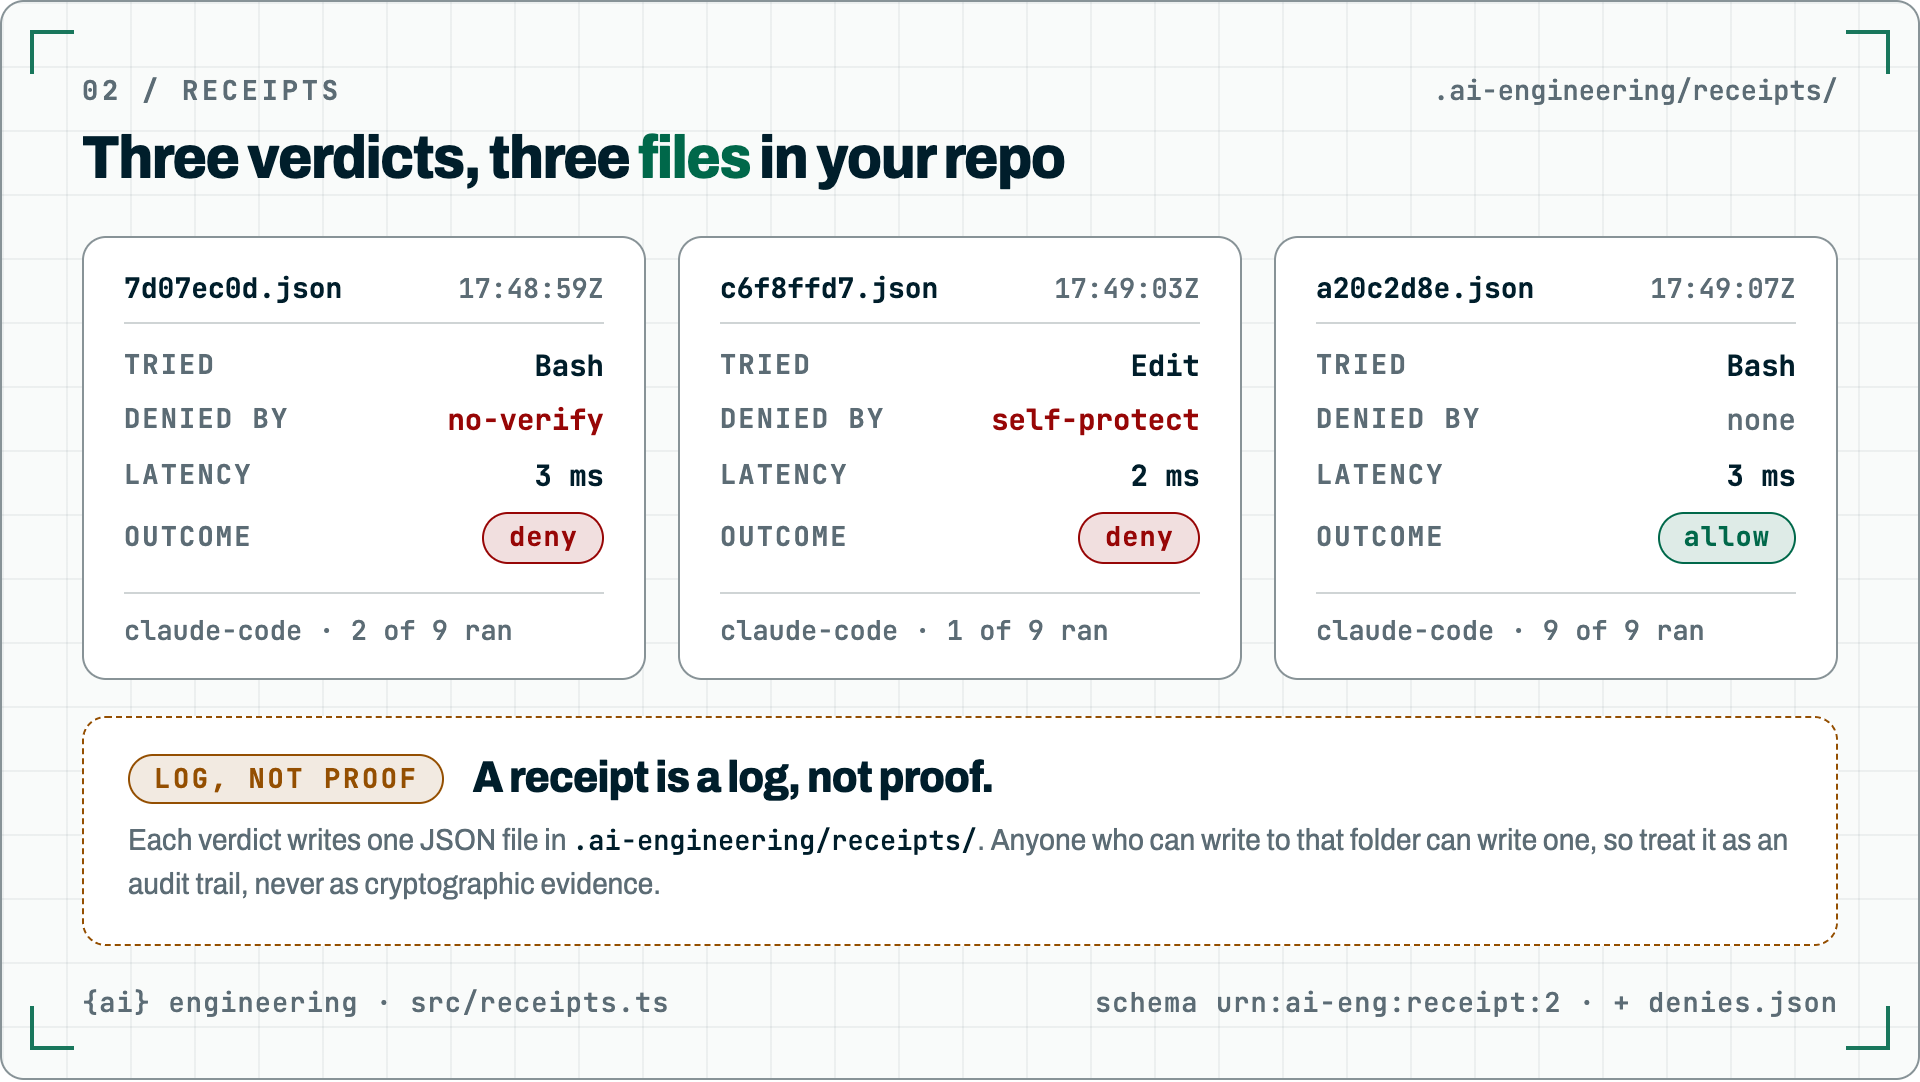 02 / RECEIPTS
.ai-engineering/receipts/
Three verdicts, three files in your repo
7d07ec0d.json 17:48:59Z
TRIED Bash
DENIED BY no-verify
LATENCY 3 ms
OUTCOME deny
claude-code · 2 of 9 ran
c6f8ffd7.json 17:49:03Z
TRIED Edit
DENIED BY self-protect
LATENCY 2 ms
OUTCOME deny
claude-code · 1 of 9 ran
a20c2d8e.json 17:49:07Z
TRIED Bash
DENIED BY none
LATENCY 3 ms
OUTCOME allow
claude-code · 9 of 9 ran
LOG, NOT PROOF A receipt is a log, not proof.
Each verdict writes one JSON file in .ai-engineering/receipts/. Anyone who can write to that folder can write one, so treat it as an
audit trail, never as cryptographic evidence.
{ai} engineering · src/receipts.ts
schema urn:ai-eng:receipt:2 · + denies.json